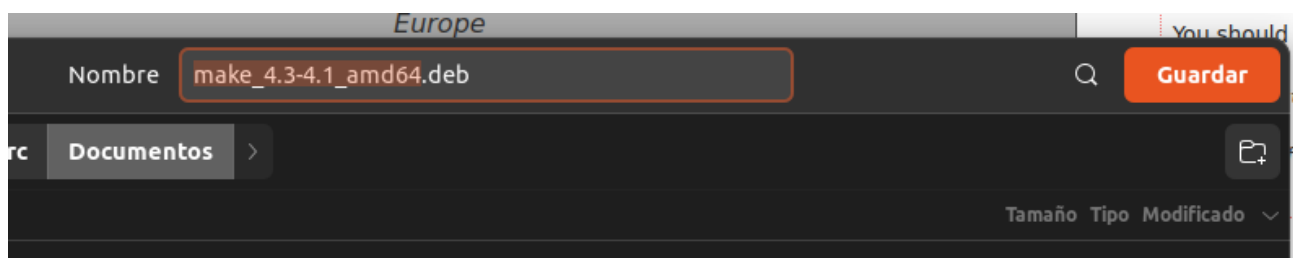 Europe
You should
Nombre make_4.3-4.1_amd64.deb Guardar
rc Documentos
Tamaño Tipo Modificado